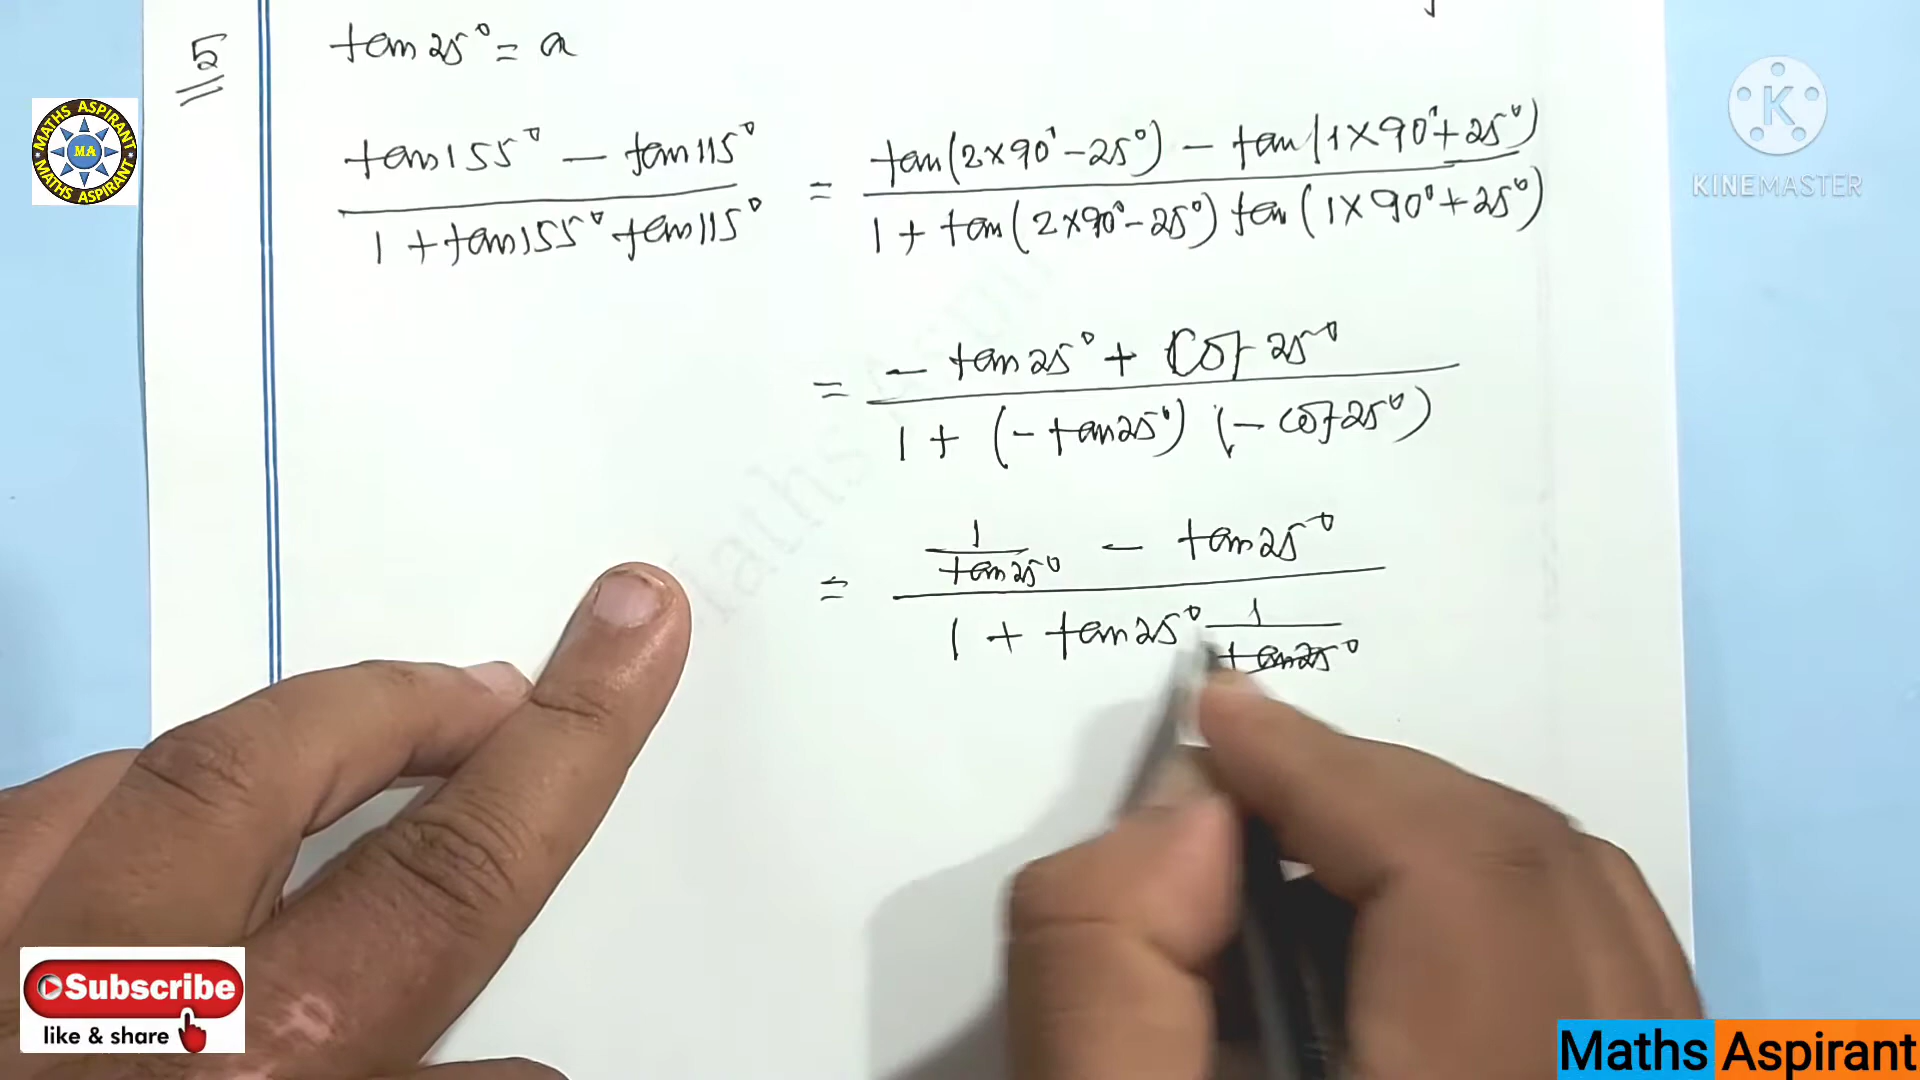 5 tan 25° = a
tan 155° - tan 115° / 1 + tan 155° tan 115° = tan(2×90° - 25°) - tan(1×90° + 25°) / 1 + tan(2×90° - 25°) tan(1×90° + 25°)
= - tan 25° + Cot 25° / 1 + (- tan 25°) (- cot 25°)
= 1/tan 25° - tan 25° / 1 + tan 25° 1/tan 25°
MATHS ASPIRANT
MA
MATHS ASPIRANT
KINEMASTER
Subscribe
like & share
Maths Aspirant